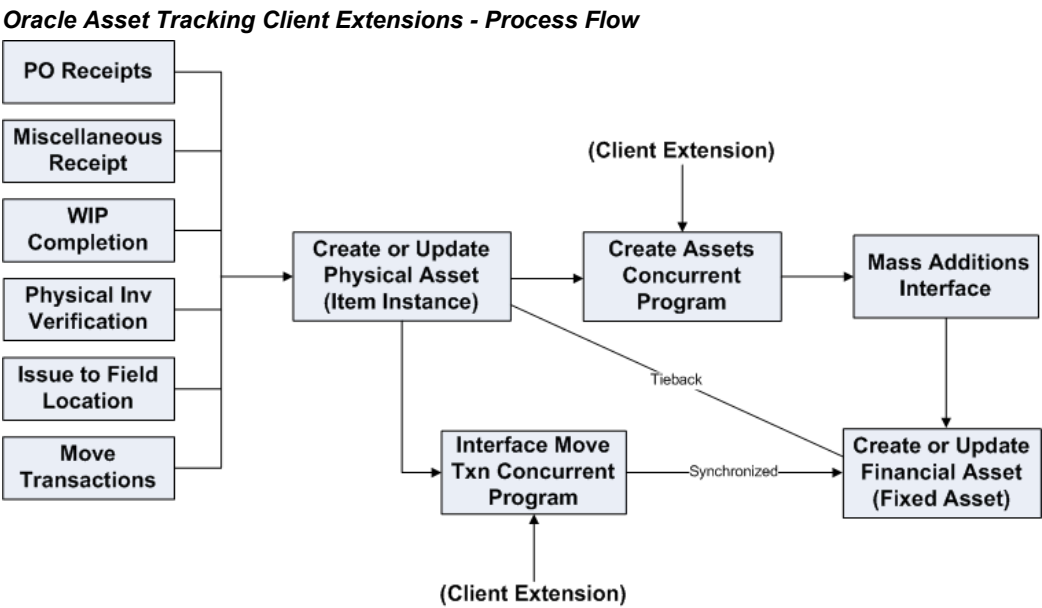 Oracle Asset Tracking Client Extensions - Process Flow
PO Receipts
Miscellaneous
Receipt
WIP
Completion
Physical Inv
Verification
Issue to Field
Location
Move
Transactions
Create or Update
Physical Asset
(Item Instance)
(Client Extension)
Create Assets
Concurrent
Program
Mass Additions
Interface
Tieback
Interface Move
Txn Concurrent
Program
Synchronized
Create or Update
Financial Asset
(Fixed Asset)
(Client Extension)